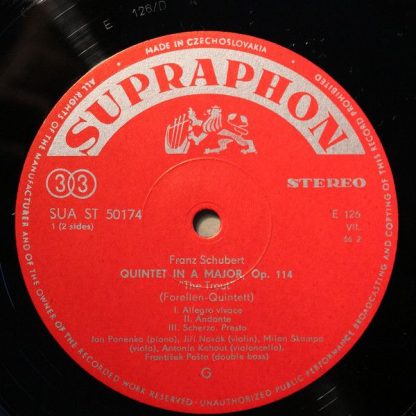 E 126/D
MADE IN CZECHOSLOVAKIA
ALL RIGHTS OF THE MANUFACTURER AND OF THE OWNER OF THE RECORDED WORK RESERVED · UNAUTHORIZED PUBLIC PERFORMANCE BROADCASTING AND COPYING OF THIS RECORD PROHIBITED
SUPRAPHON
33
STEREO
SUA ST 50174
E 126
1 (2 sides)
VII.
66 2
Franz Schubert
QUINTET IN A MAJOR, Op. 114
"The Trout"
(Forellen-Quintett)
I. Allegro vivace
II. Andante
III. Scherzo. Presto
Jan Panenka (piano), Jiří Novák (violin), Milan Škampa
(viola), Antonín Kohout (violoncello),
František Pošta (double bass)
G